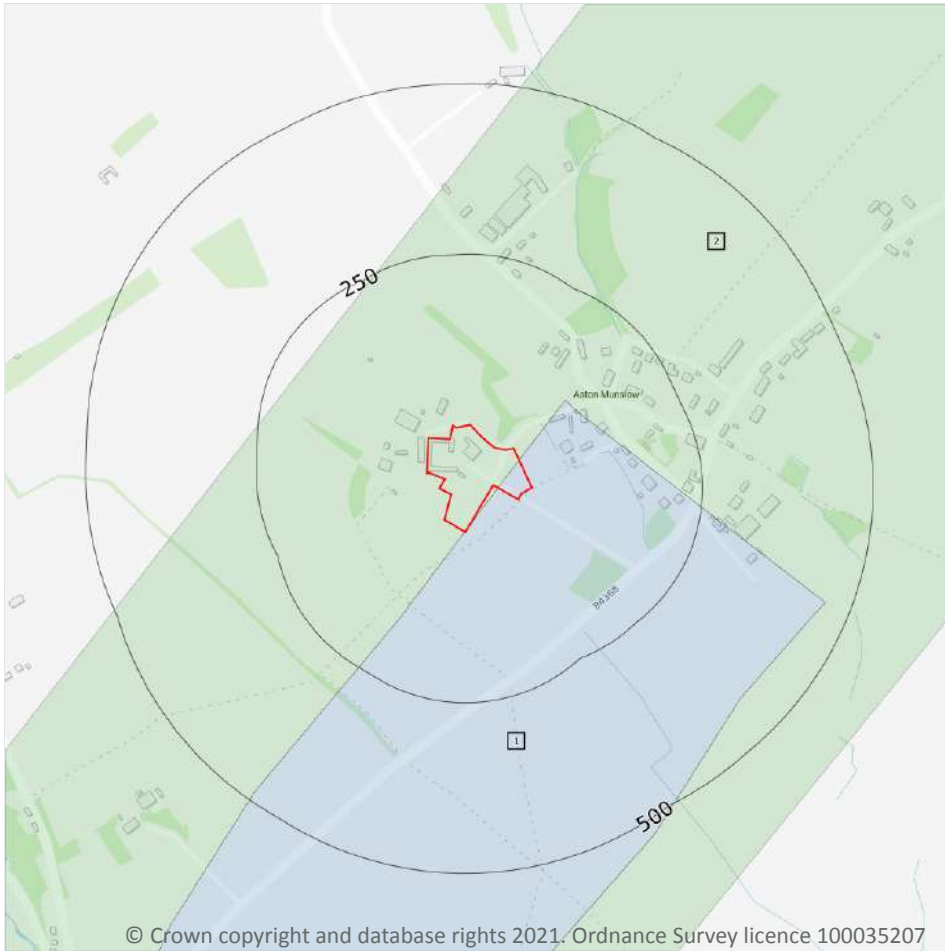 2
250
Aston Munslow
B4368
1
500
© Crown copyright and database rights 2021. Ordnance Survey licence 100035207